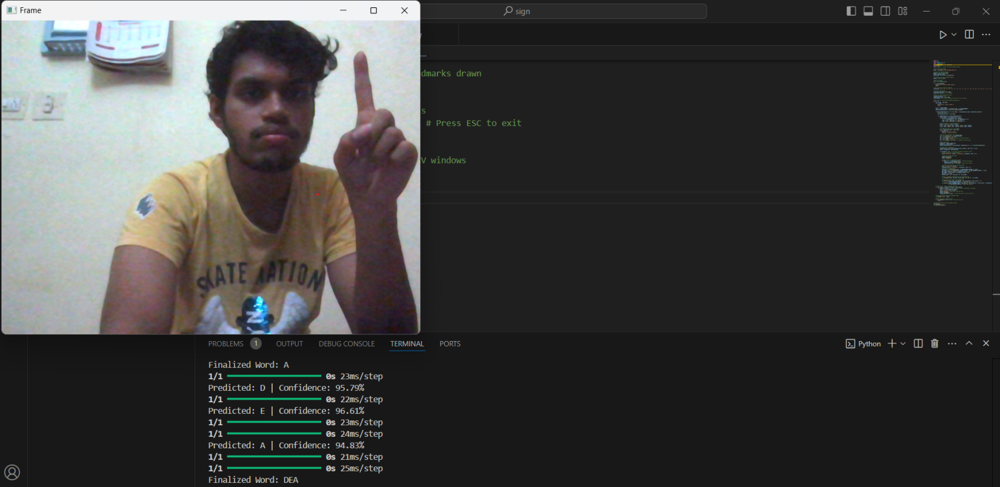 Frame
sign
...
dmarks drawn
s
# Press ESC to exit
V windows
SKATE NATION
PROBLEMS 1 OUTPUT DEBUG CONSOLE TERMINAL PORTS
Python
Finalized Word: A
1/1 0s 23ms/step
Predicted: D | Confidence: 95.79%
1/1 0s 22ms/step
Predicted: E | Confidence: 96.61%
1/1 0s 23ms/step
1/1 0s 24ms/step
Predicted: A | Confidence: 94.83%
1/1 0s 21ms/step
1/1 0s 25ms/step
Finalized Word: DEA